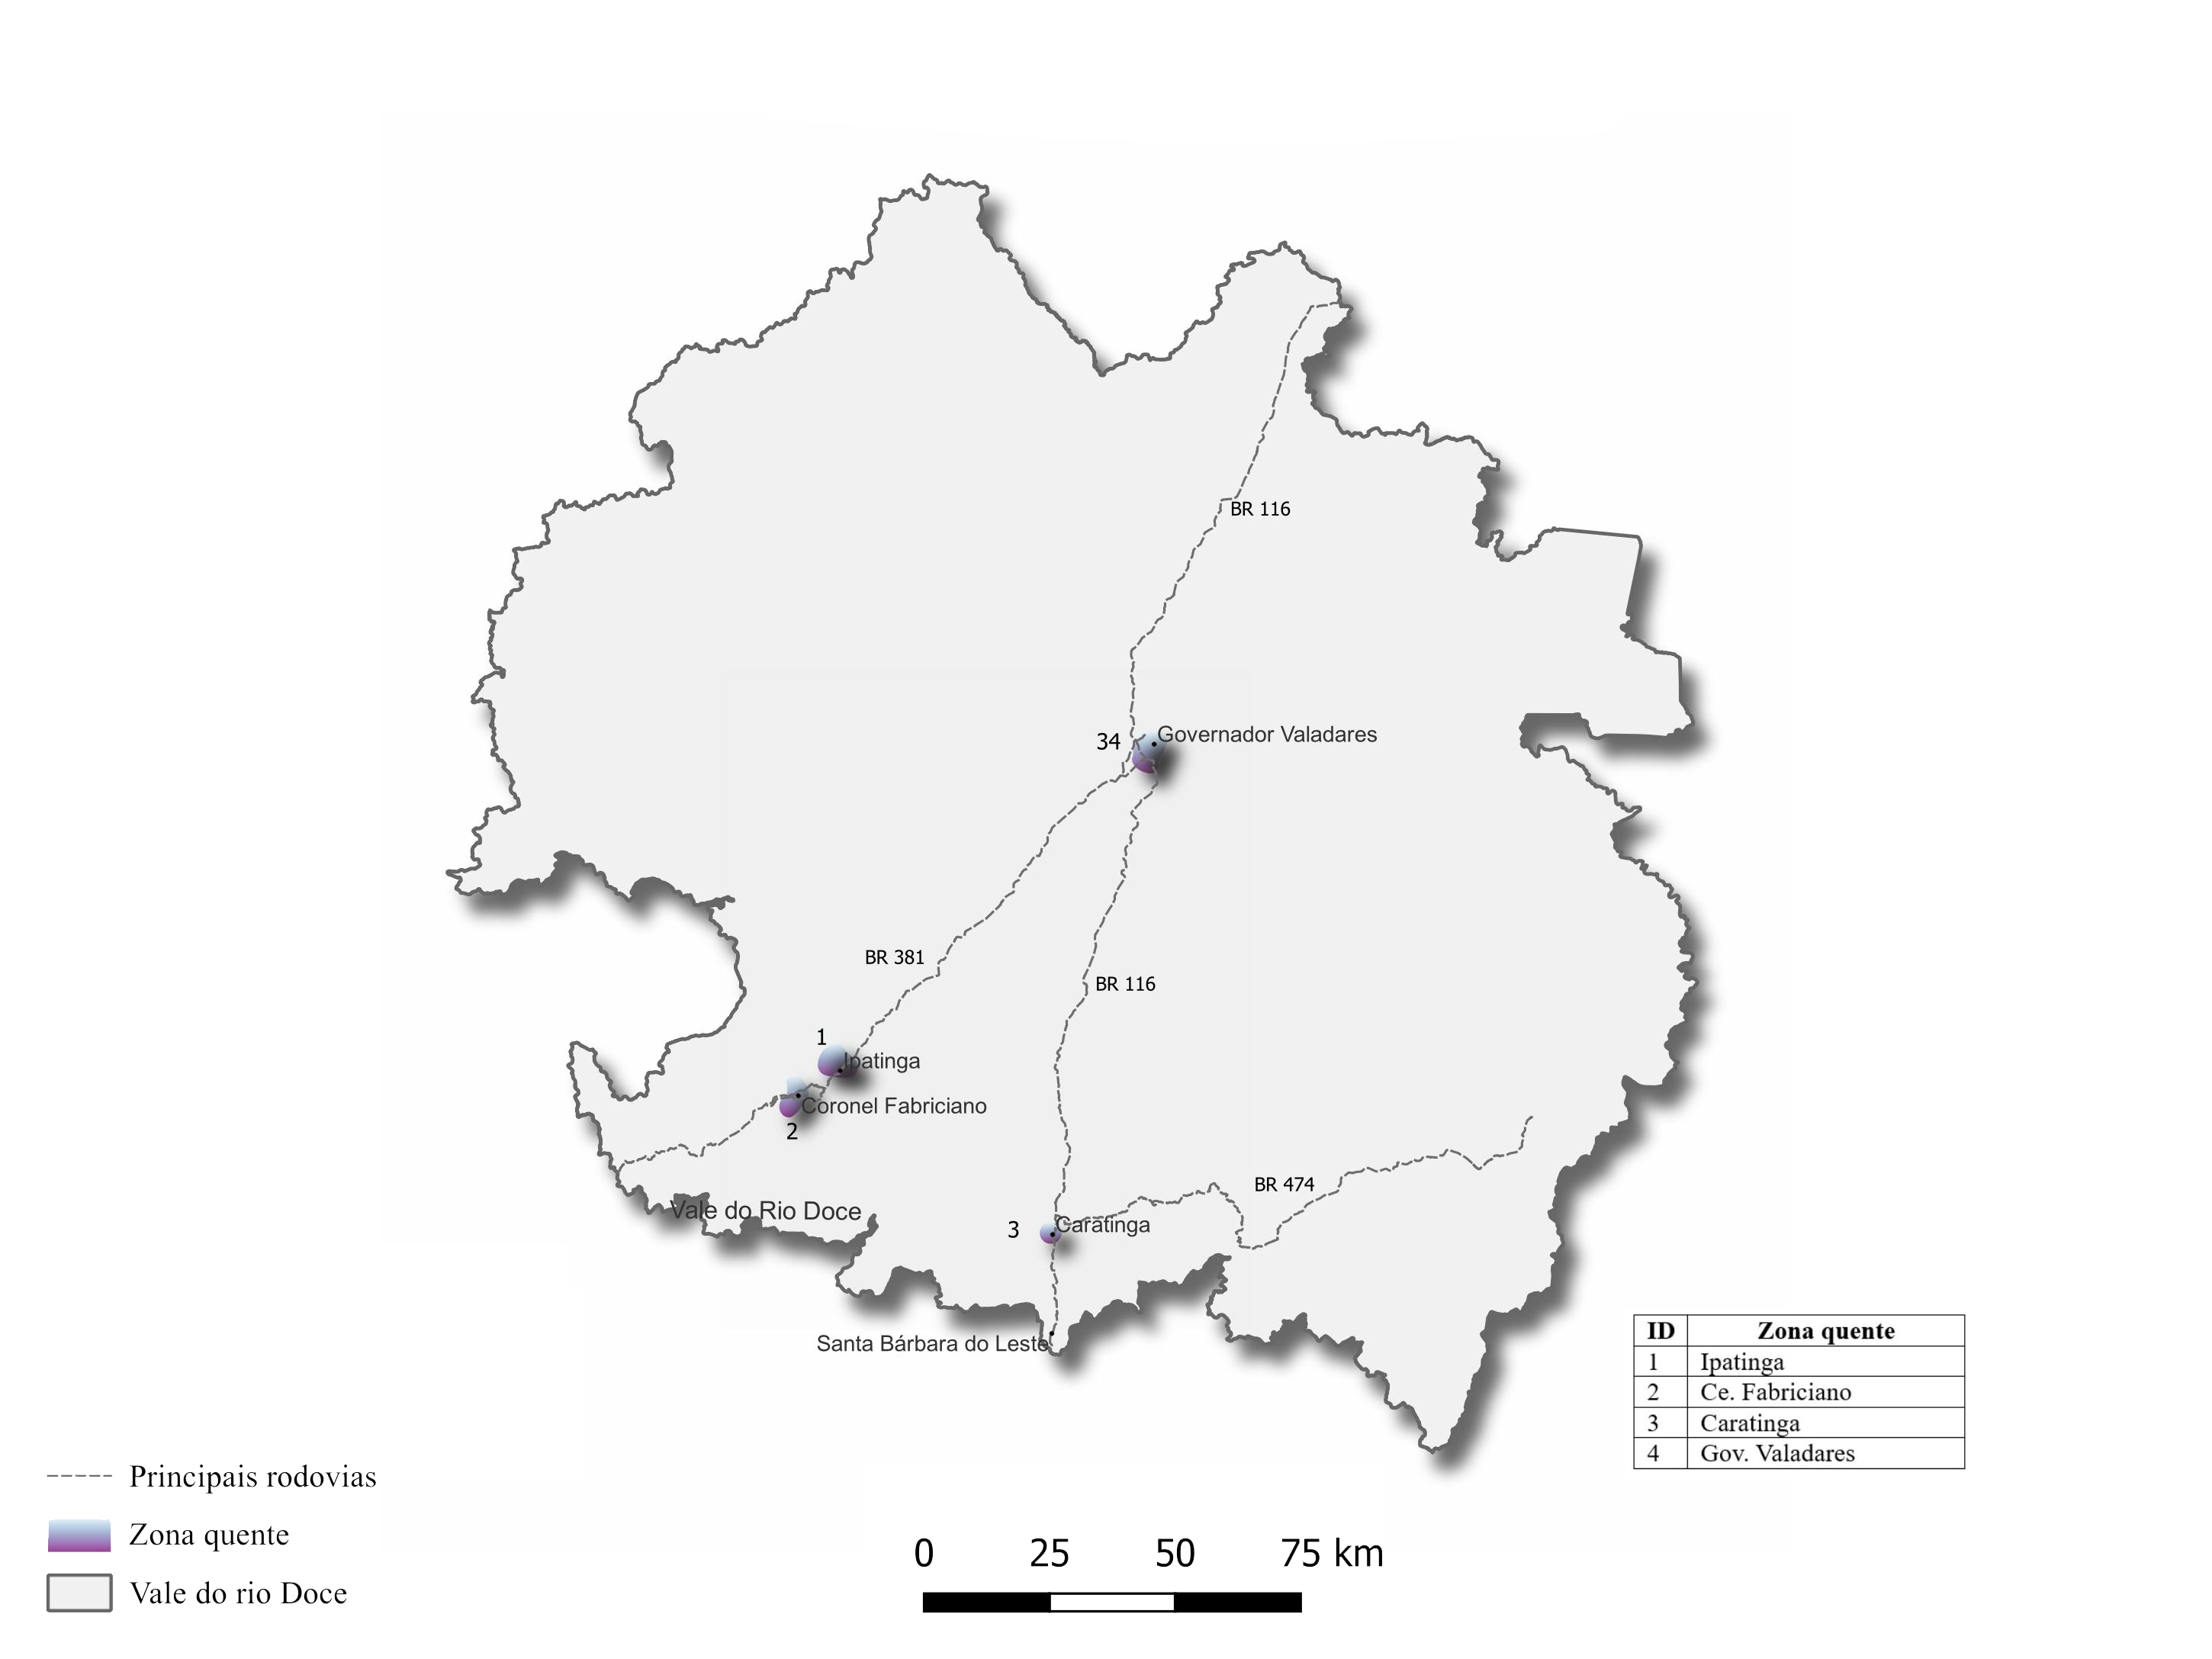 BR 116
34
Governador Valadares
BR 381
BR 116
1
Ipatinga
Coronel Fabriciano
2
BR 474
Vale do Rio Doce
3
Caratinga
Santa Bárbara do Leste
ID Zona quente
1 Ipatinga
2 Ce. Fabriciano
3 Caratinga
4 Gov. Valadares
Principais rodovias
Zona quente
Vale do rio Doce
0 25 50 75 km